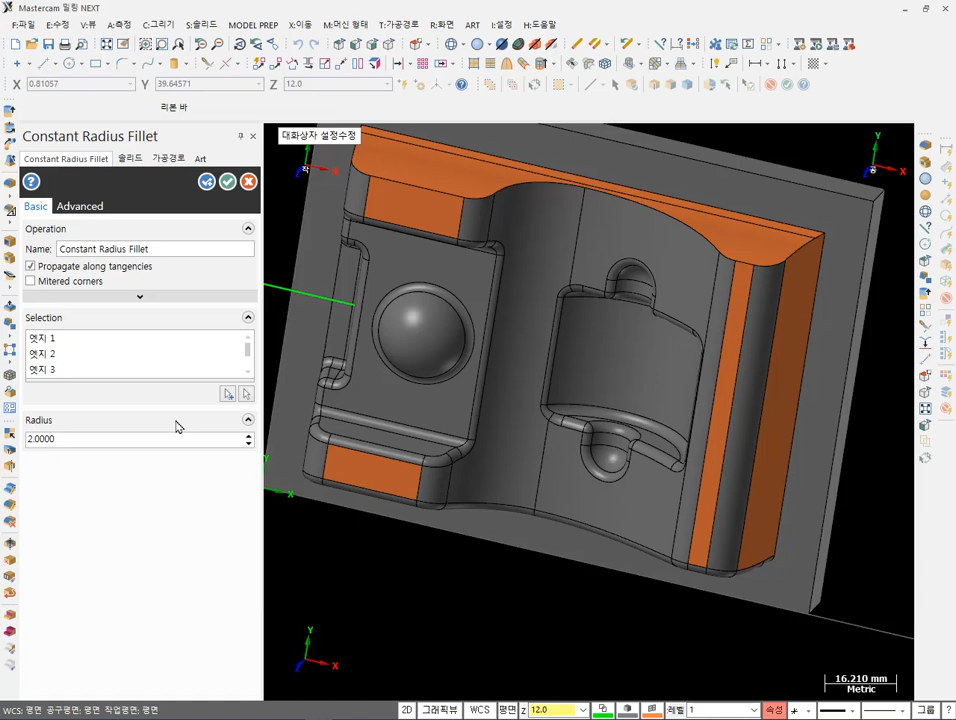 Mastercam 밀링 NEXT
F:파일 E:수정 V:뷰 A:측정 C:그리기 S:솔리드 MODEL PREP X:이동 M:머신 형태 T:가공경로 R:화면 ART I:설정 H:도움말
X 0.81057 Y 39.64571 Z 12.0
리본 바
Constant Radius Fillet
Constant Radius Fillet 솔리드 가공경로 Art
Basic Advanced
Operation
Name: Constant Radius Fillet
Propagate along tangencies
Mitered corners
Selection
엣지 1
엣지 2
엣지 3
Radius
2.0000
대화상자 설정수정
Y
X
Y
X
Y
X
Y
X
16.210 mm
Metric
WCS: 평면 공구평면: 평면 작업평면: 평면
2D 그래픽뷰 WCS 평면 Z 12.0 레벨 1 속성 그룹